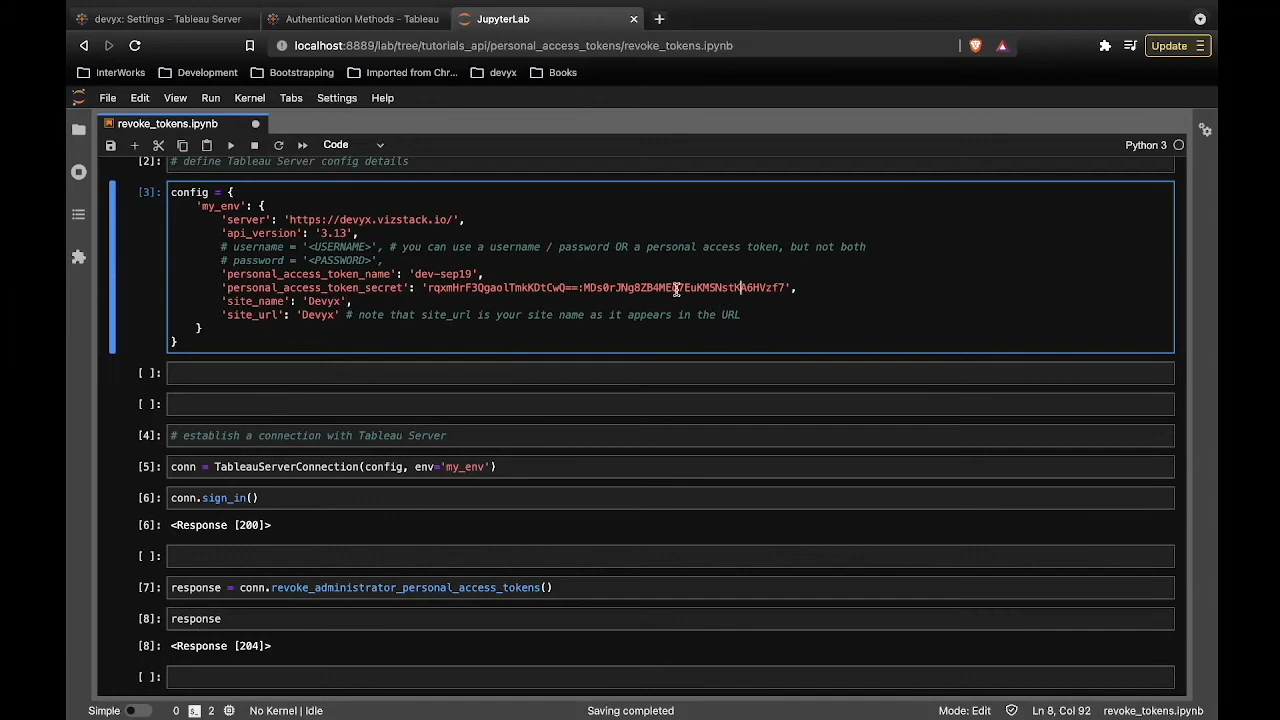 devyx: Settings - Tableau Server
Authentication Methods - Tableau
JupyterLab
localhost:8889/lab/tree/tutorials_api/personal_access_tokens/revoke_tokens.ipynb
Update
InterWorks
Development
Bootstrapping
Imported from Chr...
devyx
Books
File Edit View Run Kernel Tabs Settings Help
revoke_tokens.ipynb
Code
Python 3
[2]: # define Tableau Server config details
[3]: config = {
'my_env': {
'server': 'https://devyx.vizstack.io/',
'api_version': '3.13',
# username = '<USERNAME>', # you can use a username / password OR a personal access token, but not both
# password = '<PASSWORD>',
'personal_access_token_name': 'dev-sep19',
'personal_access_token_secret':
'site_name': 'Devyx',
'site_url': 'Devyx' # note that site_url is your site name as it appears in the URL
}
}
[ ]:
[ ]:
[4]: # establish a connection with Tableau Server
[5]: conn = TableauServerConnection(config, env='my_env')
[6]: conn.sign_in()
[6]: <Response [200]>
[ ]:
[7]: response = conn.revoke_administrator_personal_access_tokens()
[8]: response
[8]: <Response [204]>
[ ]:
Simple 0 2 No Kernel | Idle Saving completed Mode: Edit Ln 8, Col 92 revoke_tokens.ipynb